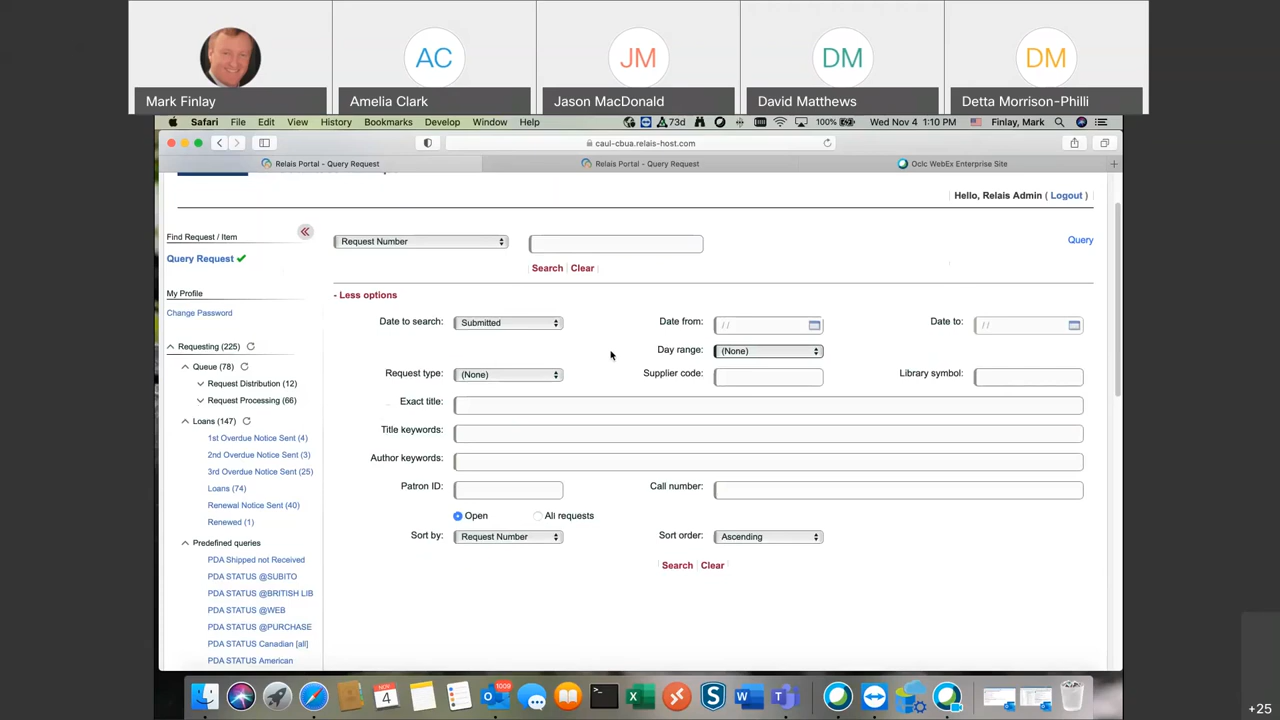 AC
JM
DM
DM
Mark Finlay
Amelia Clark
Jason MacDonald
David Matthews
Detta Morrison-Philli
Safari File Edit View History Bookmarks Develop Window Help
73d 100% Wed Nov 4 1:10 PM Finlay, Mark
caul-cbua.relais-host.com
Relais Portal - Query Request
Relais Portal - Query Request
Oclc WebEx Enterprise Site
Hello, Relais Admin ( Logout )
Find Request / Item
Query Request
My Profile
Change Password
Requesting (225)
Queue (78)
Request Distribution (12)
Request Processing (66)
Loans (147)
1st Overdue Notice Sent (4)
2nd Overdue Notice Sent (3)
3rd Overdue Notice Sent (25)
Loans (74)
Renewal Notice Sent (40)
Renewed (1)
Predefined queries
PDA Shipped not Received
PDA STATUS @SUBITO
PDA STATUS @BRITISH LIB
PDA STATUS @WEB
PDA STATUS @PURCHASE
PDA STATUS Canadian [all]
PDA STATUS American
Request Number
Query
Search Clear
- Less options
Date to search: Submitted Date from: / / Date to: / /
Day range: (None)
Request type: (None) Supplier code: Library symbol:
Exact title:
Title keywords:
Author keywords:
Patron ID: Call number:
Open All requests
Sort by: Request Number Sort order: Ascending
Search Clear
NOV
4
1009
+25